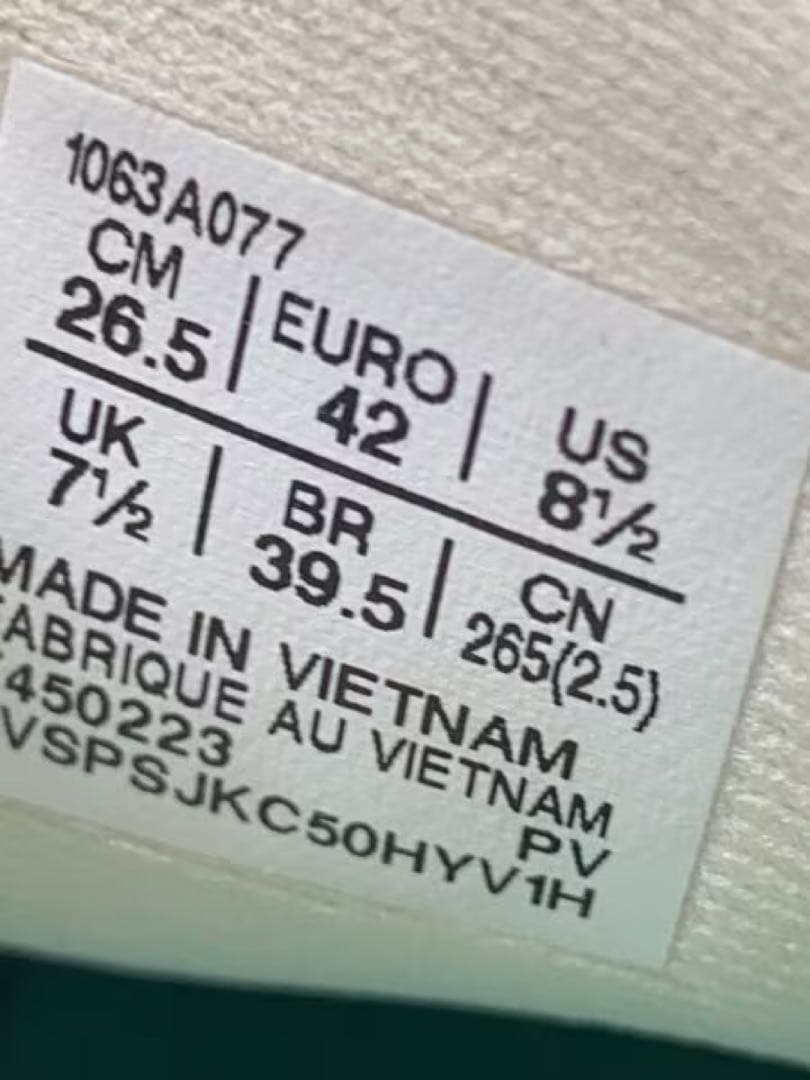 1063A077
CM | EURO | US
26.5 | 42 | 8½
UK | BR | CN
7½ | 39.5 | 265(2.5)
MADE IN VIETNAM
FABRIQUE AU VIETNAM
450223 PV
VSPSJKC50HYV1H